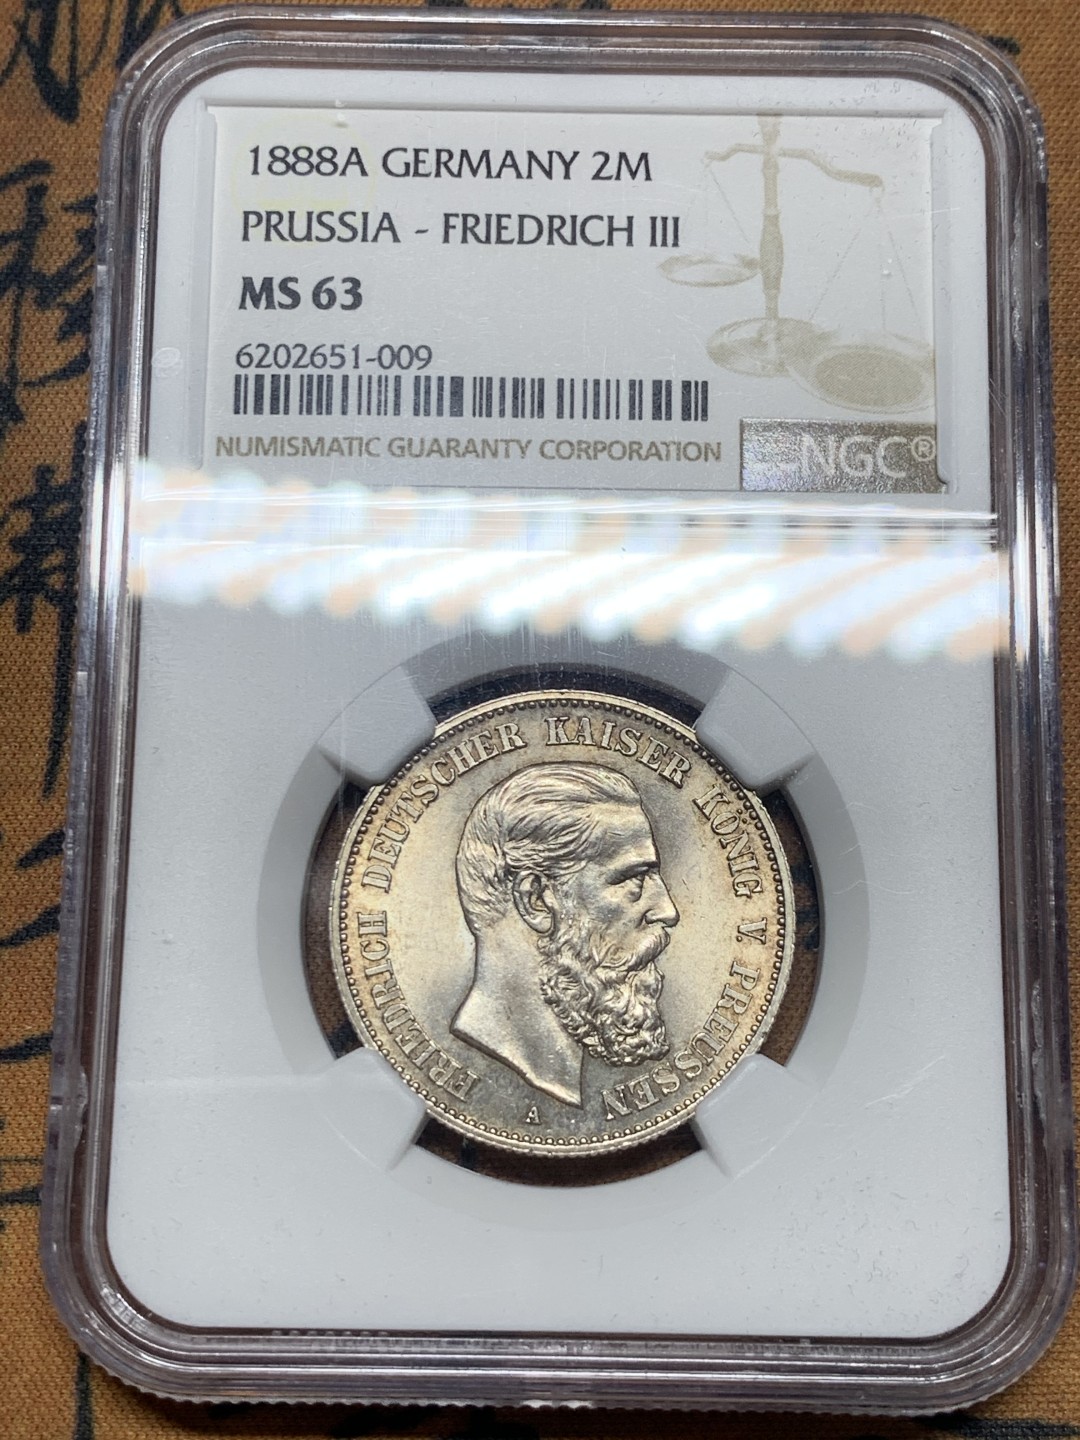 1888A GERMANY 2M
PRUSSIA - FRIEDRICH III
MS 63
6202651-009
NUMISMATIC GUARANTY CORPORATION
NGC®
FRIEDRICH DEUTSCHER KAISER KÖNIG V. PREUSSEN
A